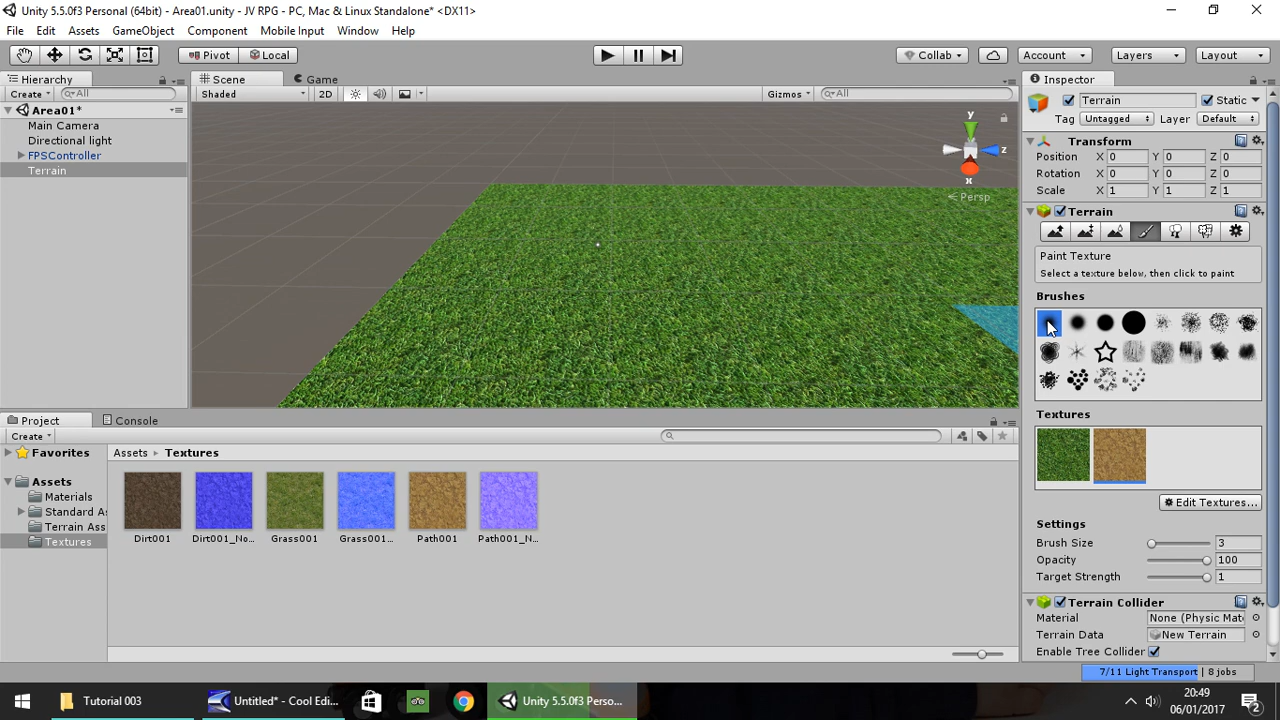 Unity 5.5.0f3 Personal (64bit) - Area01.unity - JV RPG - PC, Mac & Linux Standalone* <DX11>
File Edit Assets GameObject Component Mobile Input Window Help
Pivot Local Collab Account Layers Layout
Hierarchy
Create All
Area01*
Main Camera
Directional light
FPSController
Terrain
Scene Game
Shaded 2D Gizmos All
y
z
x
Persp
Project Console
Create
Favorites
Assets
Materials
Standard As
Terrain Ass
Textures
Assets Textures
Dirt001 Dirt001_No... Grass001 Grass001... Path001 Path001_N...
Inspector
Terrain Static
Tag Untagged Layer Default
Transform
Position X 0 Y 0 Z 0
Rotation X 0 Y 0 Z 0
Scale X 1 Y 1 Z 1
Terrain
Paint Texture
Select a texture below, then click to paint
Brushes
Textures
Edit Textures...
Settings
Brush Size 3
Opacity 100
Target Strength 1
Terrain Collider
Material None (Physic Mate
Terrain Data New Terrain
Enable Tree Collider
7/11 Light Transport | 8 jobs
Tutorial 003 Untitled* - Cool Edi... Unity 5.5.0f3 Perso...
20:49
06/01/2017
2